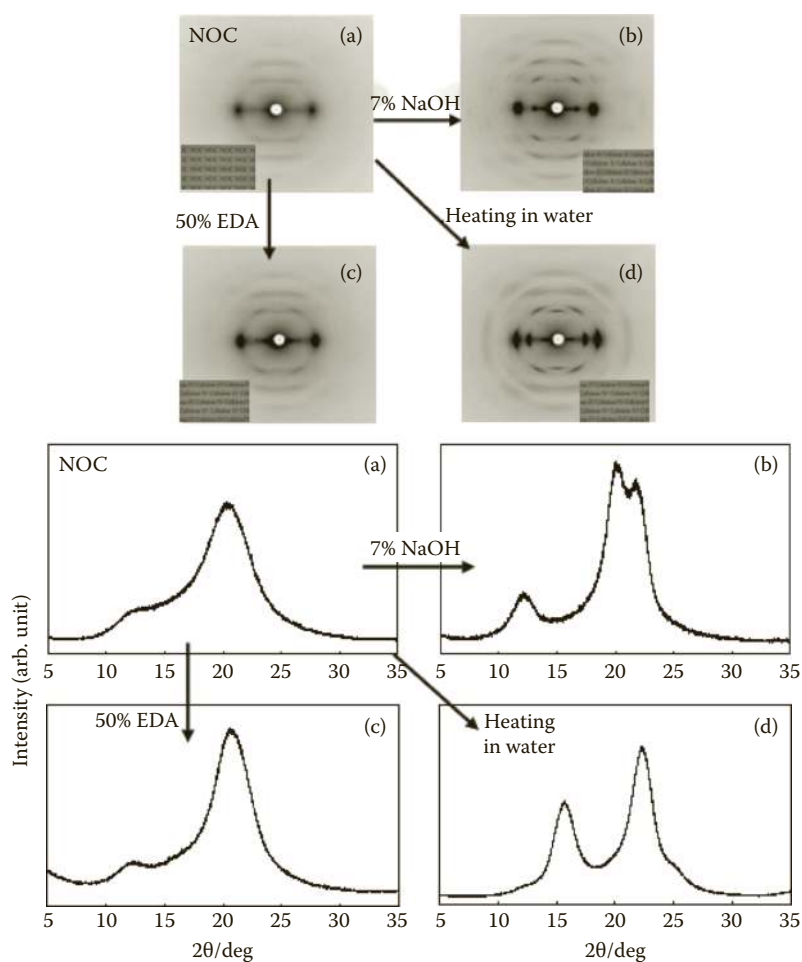 NOC (a)
(b)
7% NaOH
50% EDA
Heating in water
(c)
(d)
NOC (a)
(b)
7% NaOH
5 10 15 20 25 30 35
5 10 15 20 25 30 35
Intensity (arb. unit)
50% EDA
(c)
Heating
in water
(d)
5 10 15 20 25 30 35
5 10 15 20 25 30 35
2θ/deg
2θ/deg